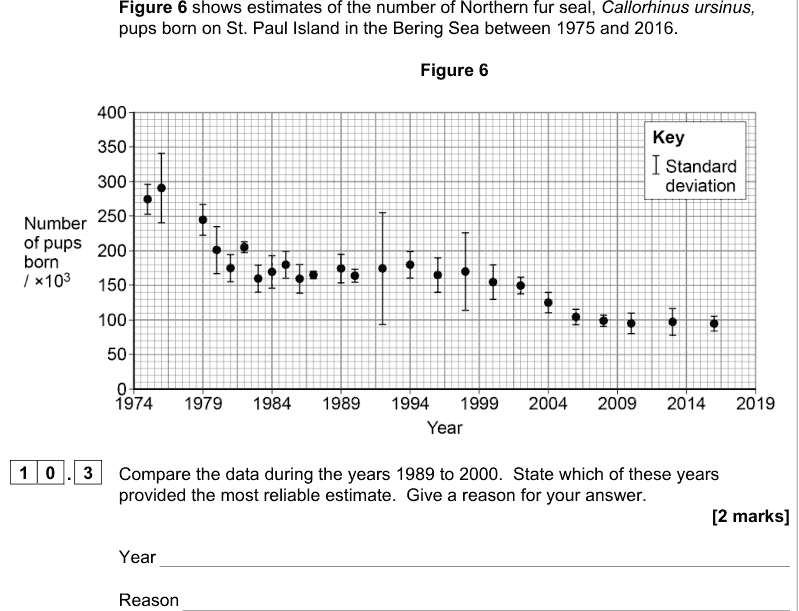 Figure 6 shows estimates of the number of Northern fur seal, Callorhinus ursinus,
pups born on St. Paul Island in the Bering Sea between 1975 and 2016.
Figure 6
400
350
300
250
200
150
100
50
0
Number
of pups
born
/ ×10³
Key
Standard
deviation
1974 1979 1984 1989 1994 1999 2004 2009 2014 2019
Year
1 0 . 3
Compare the data during the years 1989 to 2000. State which of these years
provided the most reliable estimate. Give a reason for your answer.
[2 marks]
Year
Reason